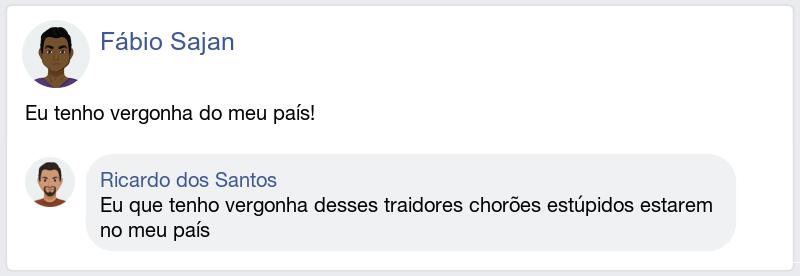 Fábio Sajan
Eu tenho vergonha do meu país!
Ricardo dos Santos
Eu que tenho vergonha desses traidores chorões estúpidos estarem
no meu país